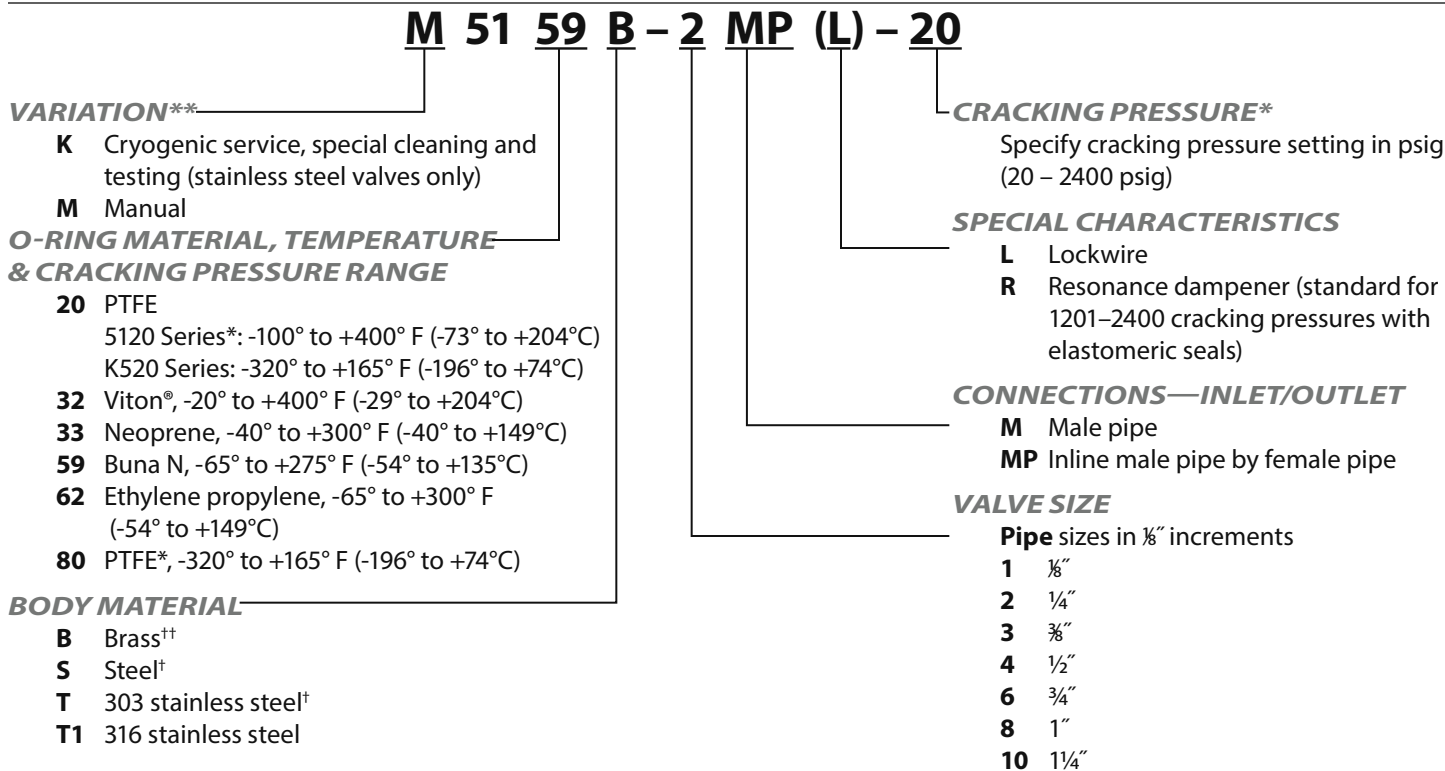 M 51 59 B – 2 MP (L) – 20
VARIATION**
K Cryogenic service, special cleaning and
testing (stainless steel valves only)
M Manual
O-RING MATERIAL, TEMPERATURE
& CRACKING PRESSURE RANGE
20 PTFE
5120 Series*: -100° to +400° F (-73° to +204°C)
K520 Series: -320° to +165° F (-196° to +74°C)
32 Viton®, -20° to +400° F (-29° to +204°C)
33 Neoprene, -40° to +300° F (-40° to +149°C)
59 Buna N, -65° to +275° F (-54° to +135°C)
62 Ethylene propylene, -65° to +300° F
(-54° to +149°C)
80 PTFE*, -320° to +165° F (-196° to +74°C)
BODY MATERIAL
B Brass††
S Steel†
T 303 stainless steel†
T1 316 stainless steel
CRACKING PRESSURE*
Specify cracking pressure setting in psig
(20 – 2400 psig)
SPECIAL CHARACTERISTICS
L Lockwire
R Resonance dampener (standard for
1201–2400 cracking pressures with
elastomeric seals)
CONNECTIONS—INLET/OUTLET
M Male pipe
MP Inline male pipe by female pipe
VALVE SIZE
Pipe sizes in ⅛˝ increments
1 ⅛˝
2 ¼˝
3 ⅜˝
4 ½˝
6 ¾˝
8 1˝
10 1¼˝